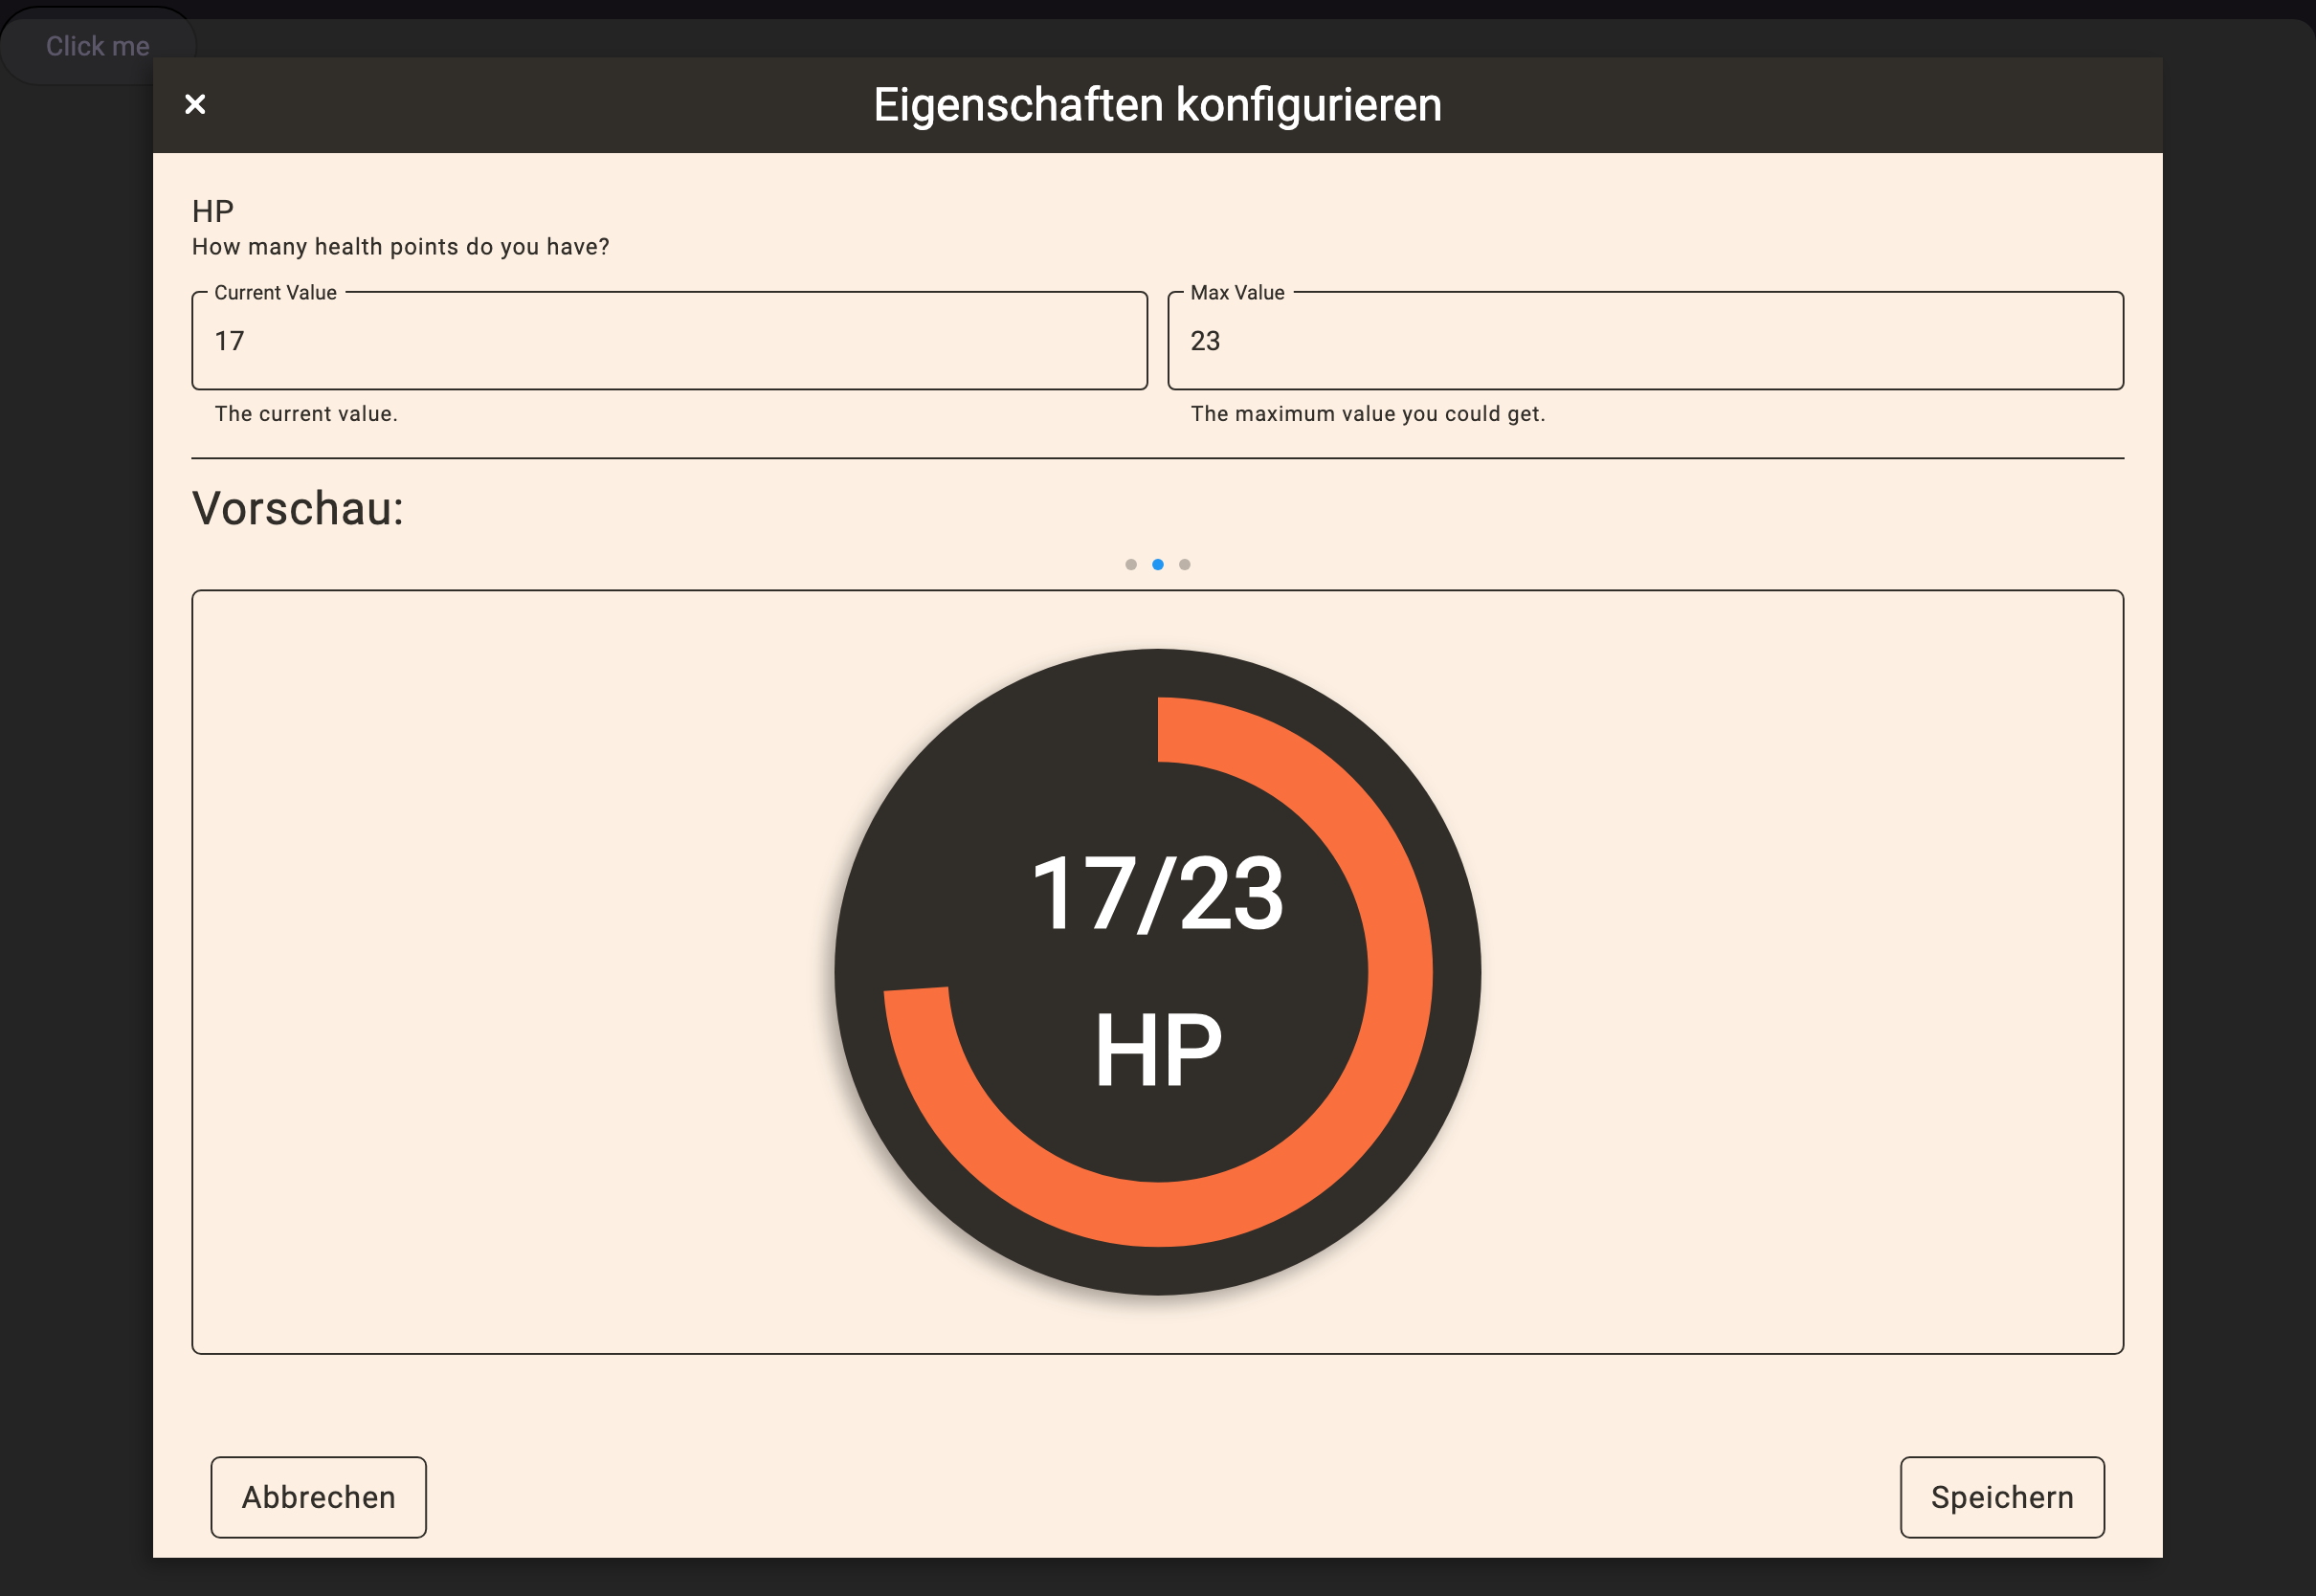 Click me
Eigenschaften konfigurieren
HP
How many health points do you have?
Current Value
17
The current value.
Max Value
23
The maximum value you could get.
Vorschau:
17/23
HP
Abbrechen
Speichern